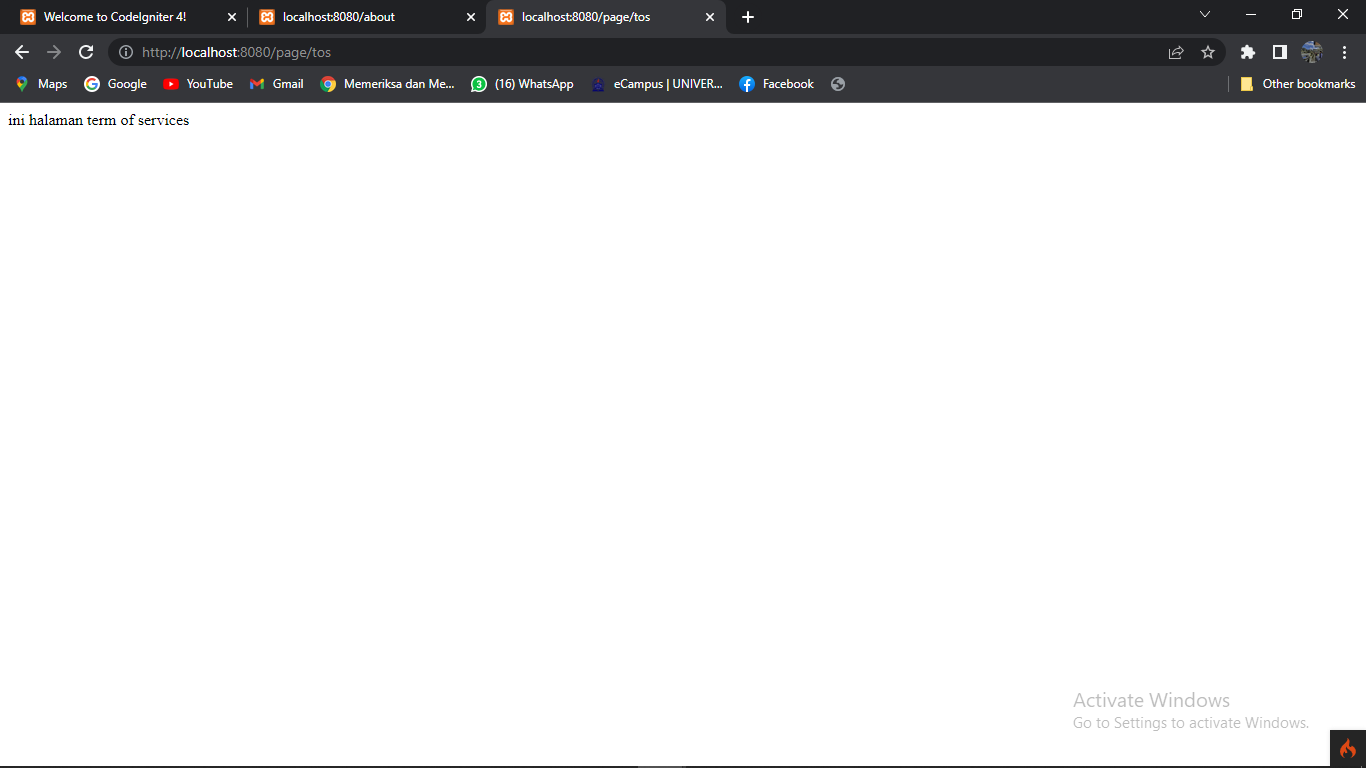 Welcome to CodeIgniter 4!
localhost:8080/about
localhost:8080/page/tos
http://localhost:8080/page/tos
Maps
Google
YouTube
Gmail
Memeriksa dan Me...
3
(16) WhatsApp
eCampus | UNIVER...
Facebook
Other bookmarks
ini halaman term of services
Activate Windows
Go to Settings to activate Windows.